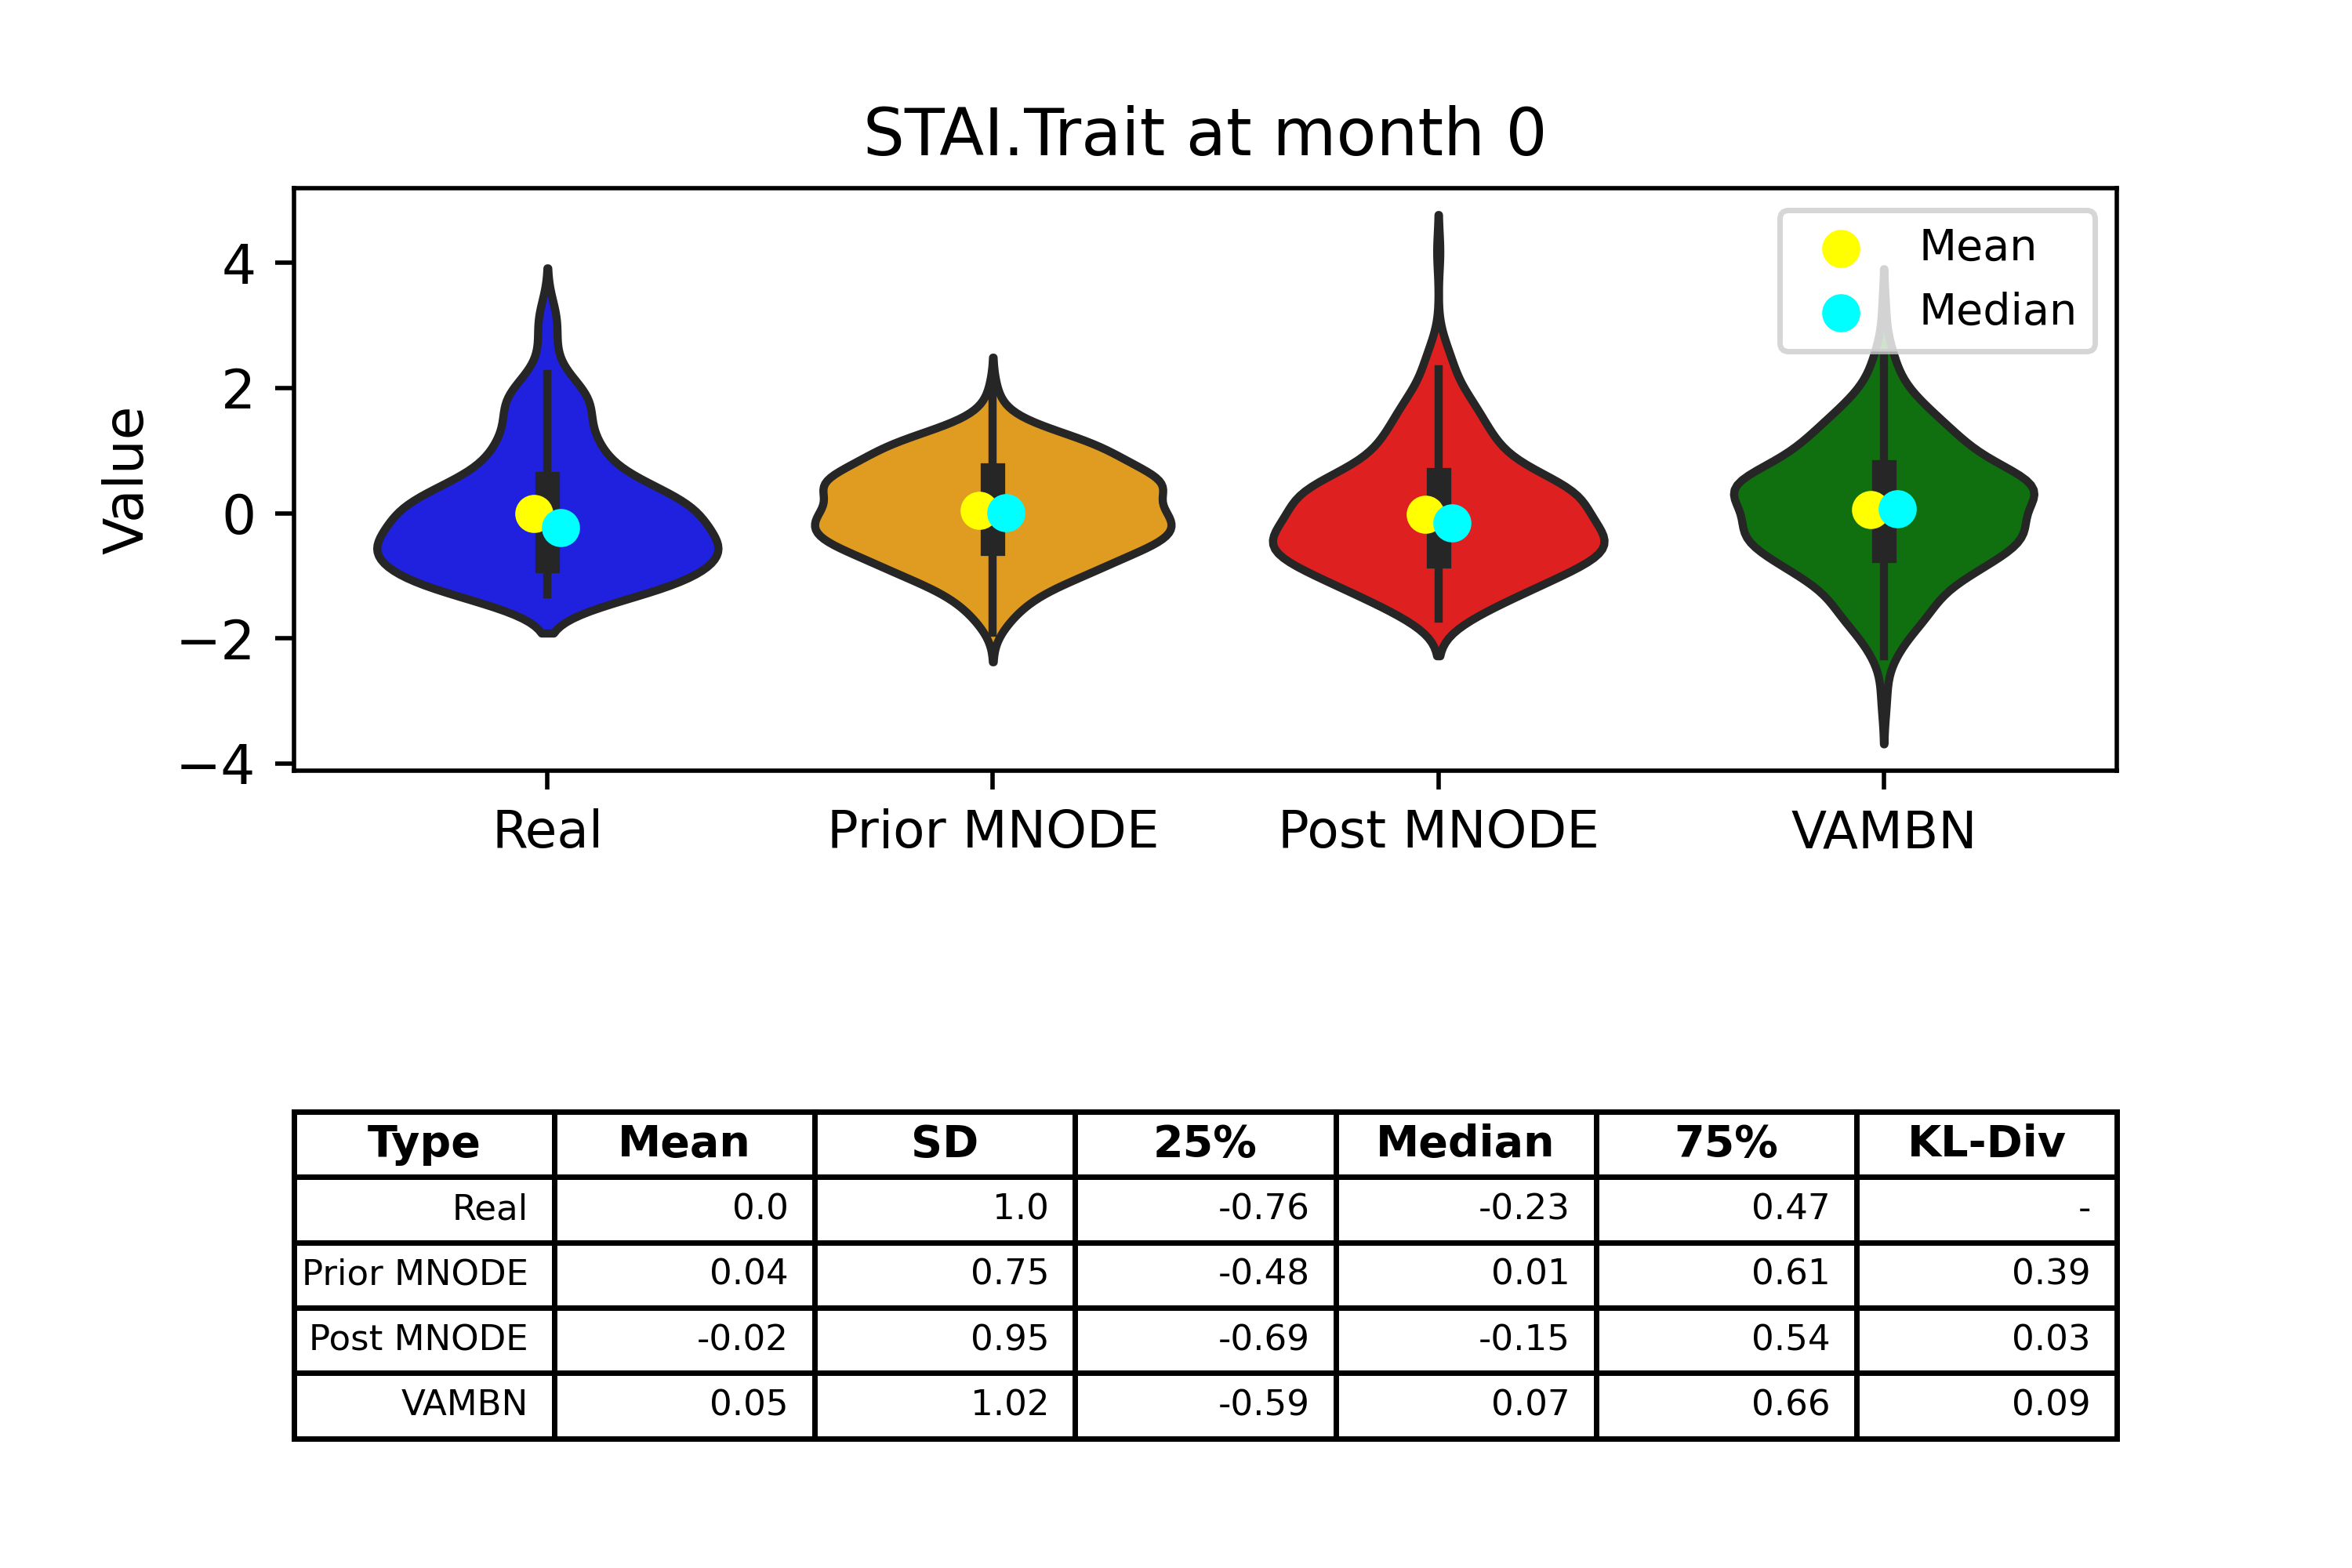 STAI.Trait at month 0
Value
4
2
0
−2
−4
Mean
Median
Real Prior MNODE Post MNODE VAMBN
Type Mean SD 25% Median 75% KL-Div
Real 0.0 1.0 -0.76 -0.23 0.47 -
Prior MNODE 0.04 0.75 -0.48 0.01 0.61 0.39
Post MNODE -0.02 0.95 -0.69 -0.15 0.54 0.03
VAMBN 0.05 1.02 -0.59 0.07 0.66 0.09